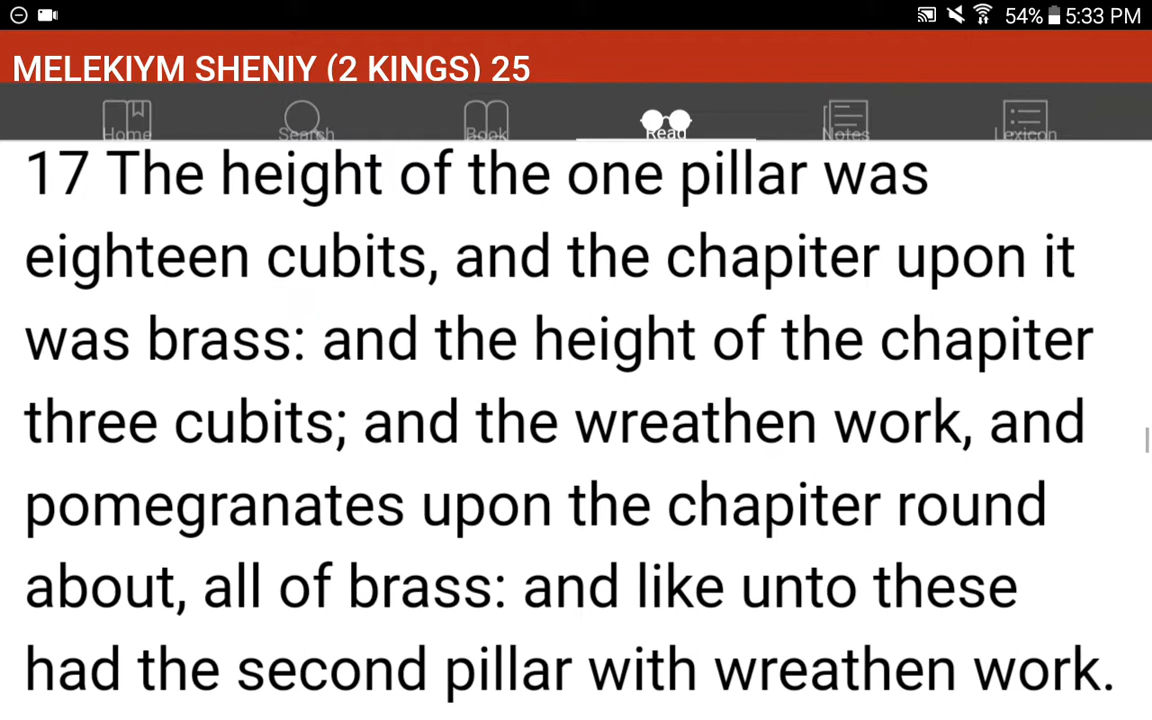 54% 5:33 PM
MELEKIYM SHENIY (2 KINGS) 25
Home Search Book Read Notes Lexicon
17 The height of the one pillar was
eighteen cubits, and the chapiter upon it
was brass: and the height of the chapiter
three cubits; and the wreathen work, and
pomegranates upon the chapiter round
about, all of brass: and like unto these
had the second pillar with wreathen work.